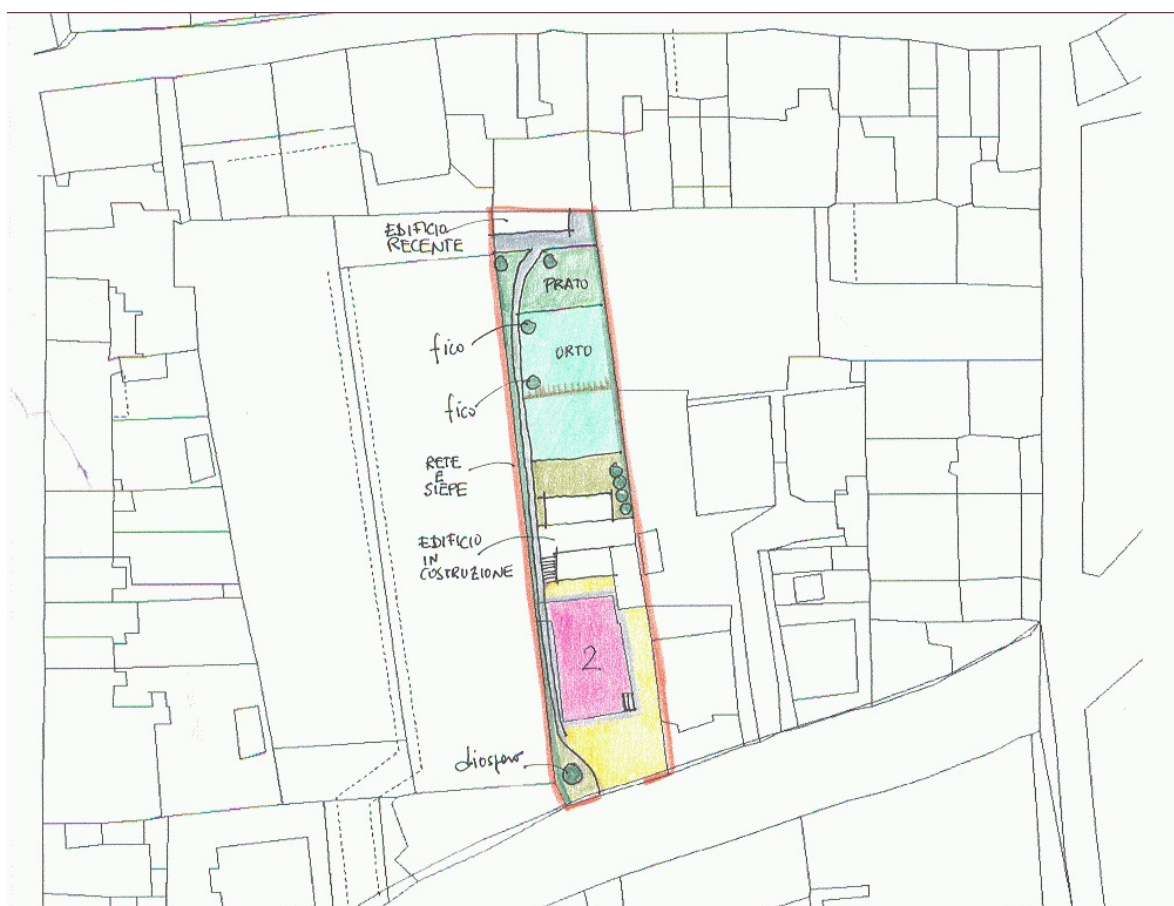 EDIFICIO
RECENTE
PRATO
fico
ORTO
fico
RETE
E
SIEPE
EDIFICIO
IN
COSTRUZIONE
2
diospero